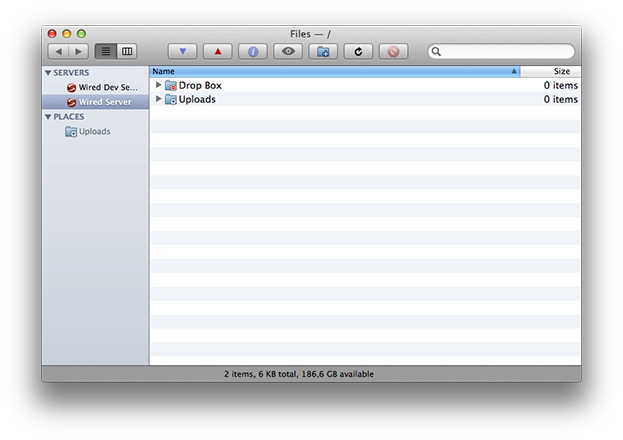 Files — /
SERVERS
Wired Dev Se...
Wired Server
PLACES
Uploads
Name Size
Drop Box 0 items
Uploads 0 items
2 items, 6 KB total, 186,6 GB available